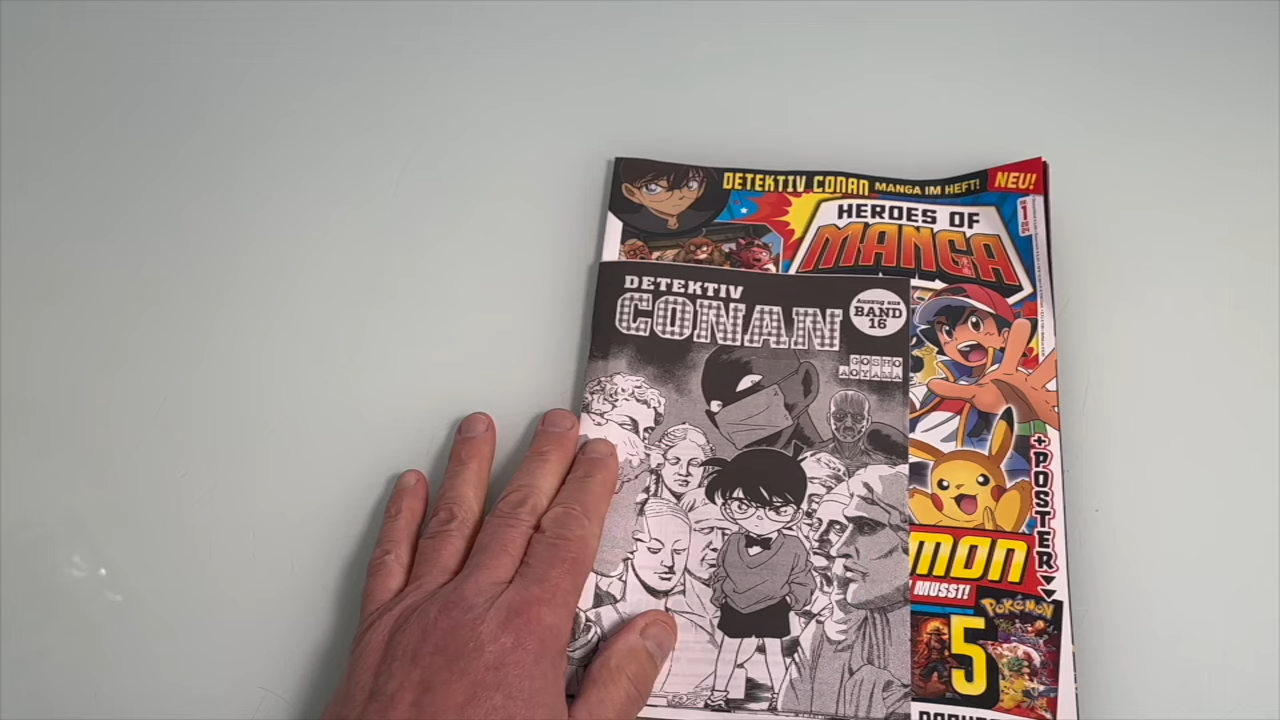 DETEKTIV CONAN MANGA IM HEFT! NEU!
HEROES OF
MANGA
DETEKTIV
CONAN
Auszug aus
BAND
16
GOSHO
AOYAMA
+ POSTER
MON
MUSST!
POKéMON
5